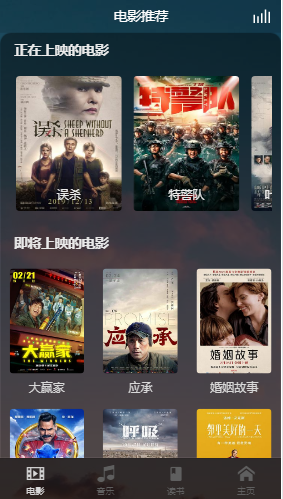 电影推荐
正在上映的电影
误杀
SHEEP WITHOUT
A SHEPHERD
误杀
2019/12/13
特警队
特警队
即将上映的电影
02/21
大赢家
大赢家
PROMISE
应承
应承
婚姻故事
婚姻故事
呼吸
邻里美好的一天
电影
音乐
读书
主页